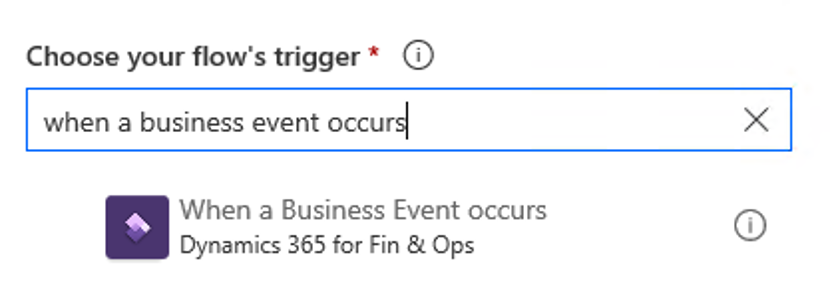 Choose your flow's trigger *
when a business event occurs
When a Business Event occurs
Dynamics 365 for Fin & Ops